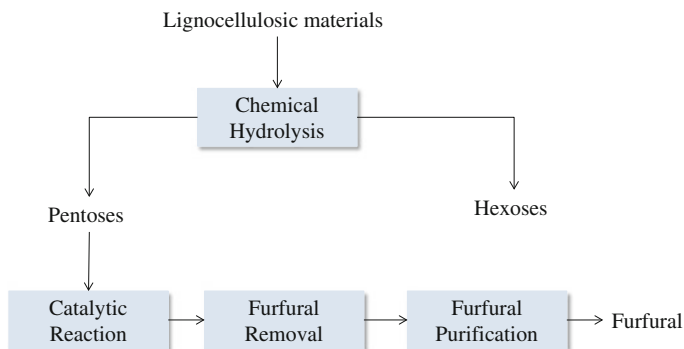 Lignocellulosic materials
Chemical
Hydrolysis
Pentoses
Hexoses
Catalytic
Reaction
Furfural
Removal
Furfural
Purification
Furfural